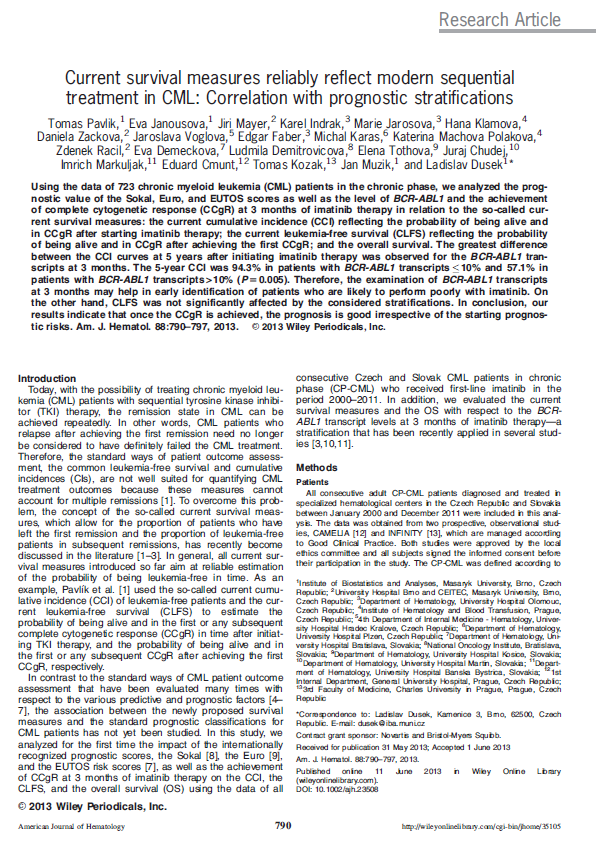 Research Article
Current survival measures reliably reflect modern sequential
treatment in CML: Correlation with prognostic stratifications
Tomas Pavlik,1 Eva Janousova,1 Jiri Mayer,2 Karel Indrak,3 Marie Jarosova,3 Hana Klamova,4
Daniela Zackova,2 Jaroslava Voglova,5 Edgar Faber,3 Michal Karas,6 Katerina Machova Polakova,4
Zdenek Racil,2 Eva Demeckova,7 Ludmila Demitrovicova,8 Elena Tothova,9 Juraj Chudej,10
Imrich Markuljak,11 Eduard Cmunt,12 Tomas Kozak,13 Jan Muzik,1 and Ladislav Dusek1*
Using the data of 723 chronic myeloid leukemia (CML) patients in the chronic phase, we analyzed the prog-
nostic value of the Sokal, Euro, and EUTOS scores as well as the level of BCR-ABL1 and the achievement
of complete cytogenetic response (CCgR) at 3 months of imatinib therapy in relation to the so-called cur-
rent survival measures: the current cumulative incidence (CCI) reflecting the probability of being alive and
in CCgR after starting imatinib therapy; the current leukemia-free survival (CLFS) reflecting the probability
of being alive and in CCgR after achieving the first CCgR; and the overall survival. The greatest difference
between the CCI curves at 5 years after initiating imatinib therapy was observed for the BCR-ABL1 tran-
scripts at 3 months. The 5-year CCI was 94.3% in patients with BCR-ABL1 transcripts ≤10% and 57.1% in
patients with BCR-ABL1 transcripts>10% (P=0.005). Therefore, the examination of BCR-ABL1 transcripts
at 3 months may help in early identification of patients who are likely to perform poorly with imatinib. On
the other hand, CLFS was not significantly affected by the considered stratifications. In conclusion, our
results indicate that once the CCgR is achieved, the prognosis is good irrespective of the starting prognos-
tic risks. Am. J. Hematol. 88:790–797, 2013. © 2013 Wiley Periodicals, Inc.
Introduction
Today, with the possibility of treating chronic myeloid leu-
kemia (CML) patients with sequential tyrosine kinase inhibi-
tor (TKI) therapy, the remission state in CML can be
achieved repeatedly. In other words, CML patients who
relapse after achieving the first remission need no longer
be considered to have definitely failed the CML treatment.
Therefore, the standard ways of patient outcome assess-
ment, the common leukemia-free survival and cumulative
incidences (CIs), are not well suited for quantifying CML
treatment outcomes because these measures cannot
account for multiple remissions [1]. To overcome this prob-
lem, the concept of the so-called current survival meas-
ures, which allow for the proportion of patients who have
left the first remission and the proportion of leukemia-free
patients in subsequent remissions, has recently become
discussed in the literature [1–3]. In general, all current sur-
vival measures introduced so far aim at reliable estimation
of the probability of being leukemia-free in time. As an
example, Pavlík et al. [1] used the so-called current cumu-
lative incidence (CCI) of leukemia-free patients and the cur-
rent leukemia-free survival (CLFS) to estimate the
probability of being alive and in the first or any subsequent
complete cytogenetic response (CCgR) in time after initiat-
ing TKI therapy, and the probability of being alive and in
the first or any subsequent CCgR after achieving the first
CCgR, respectively.
In contrast to the standard ways of CML patient outcome
assessment that have been evaluated many times with
respect to the various predictive and prognostic factors [4–
7], the association between the newly proposed survival
measures and the standard prognostic classifications for
CML patients has not yet been studied. In this study, we
analyzed for the first time the impact of the internationally
recognized prognostic scores, the Sokal [8], the Euro [9],
and the EUTOS risk scores [7], as well as the achievement
of CCgR at 3 months of imatinib therapy on the CCI, the
CLFS, and the overall survival (OS) using the data of all
© 2013 Wiley Periodicals, Inc.
consecutive Czech and Slovak CML patients in chronic
phase (CP-CML) who received first-line imatinib in the
period 2000–2011. In addition, we evaluated the current
survival measures and the OS with respect to the BCR-
ABL1 transcript levels at 3 months of imatinib therapy—a
stratification that has been recently applied in several stud-
ies [3,10,11].
Methods
Patients
All consecutive adult CP-CML patients diagnosed and treated in
specialized hematological centers in the Czech Republic and Slovakia
between January 2000 and December 2011 were included in this anal-
ysis. The data was obtained from two prospective, observational stud-
ies, CAMELIA [12] and INFINITY [13], which are managed according
to Good Clinical Practice. Both studies were approved by the local
ethics committee and all subjects signed the informed consent before
their participation in the study. The CP-CML was defined according to
1Institute of Biostatistics and Analyses, Masaryk University, Brno, Czech
Republic; 2University Hospital Brno and CEITEC, Masaryk University, Brno,
Czech Republic; 3Department of Hematology, University Hospital Olomouc,
Czech Republic; 4Institute of Hematology and Blood Transfusion, Prague,
Czech Republic; 54th Department of Internal Medicine - Hematology, Univer-
sity Hospital Hradec Kralove, Czech Republic; 6Department of Hematology,
University Hospital Plzen, Czech Republic; 7Department of Hematology, Uni-
versity Hospital Bratislava, Slovakia; 8National Oncology Institute, Bratislava,
Slovakia; 9Department of Hematology, University Hospital Kosice, Slovakia;
10Department of Hematology, University Hospital Martin, Slovakia; 11Depart-
ment of Hematology, University Hospital Banska Bystrica, Slovakia; 121st
Internal Department, General University Hospital, Prague, Czech Republic;
133rd Faculty of Medicine, Charles University in Prague, Prague, Czech
Republic
*Correspondence to: Ladislav Dusek, Kamenice 3, Brno, 62500, Czech
Republic. E-mail: dusek@iba.muni.cz
Contract grant sponsor: Novartis and Bristol-Myers Squibb.
Received for publication 31 May 2013; Accepted 1 June 2013
Am. J. Hematol. 88:790–797, 2013.
Published online 11 June 2013 in Wiley Online Library
(wileyonlinelibrary.com).
DOI: 10.1002/ajh.23508
American Journal of Hematology
790
http://wileyonlinelibrary.com/cgi-bin/jhome/35105